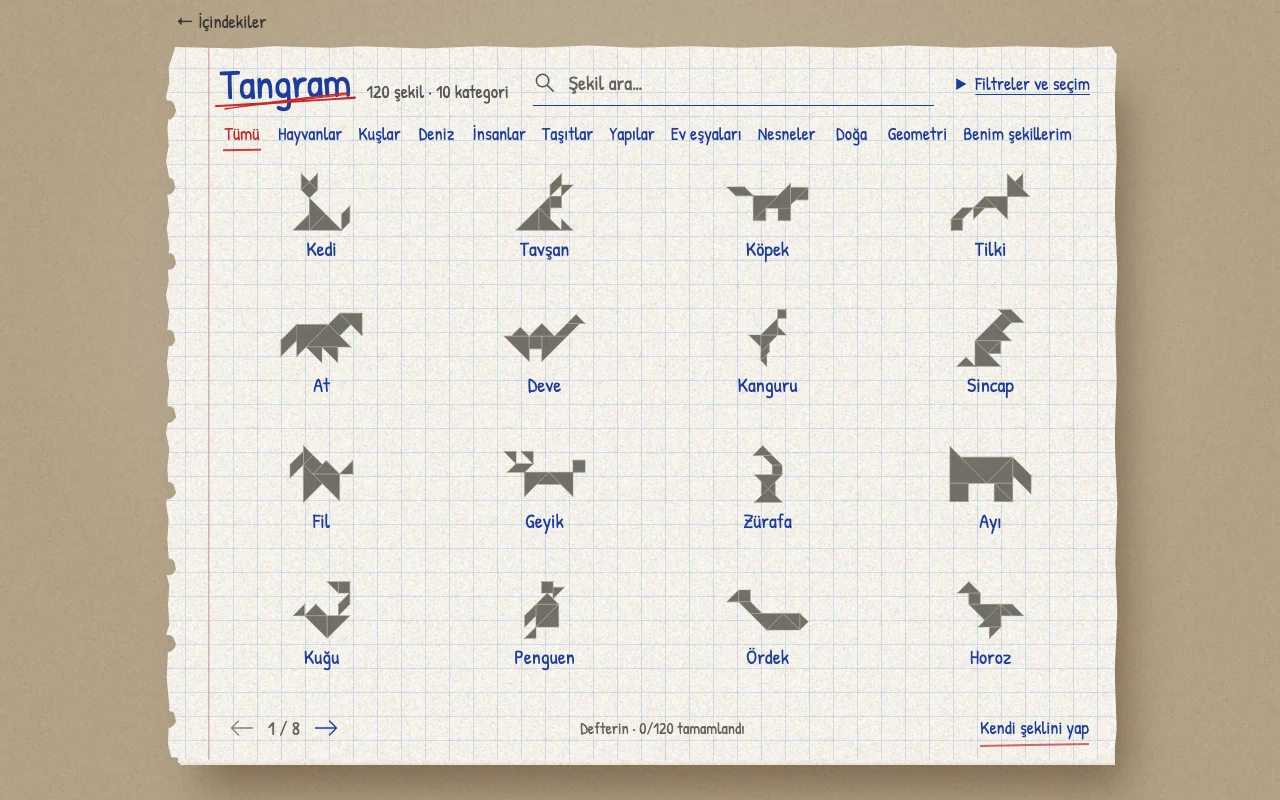 ← İçindekiler
Tangram 120 şekil · 10 kategori Şekil ara... ▶ Filtreler ve seçim
Tümü Hayvanlar Kuşlar Deniz İnsanlar Taşıtlar Yapılar Ev eşyaları Nesneler Doğa Geometri Benim şekillerim
Kedi Tavşan Köpek Tilki
At Deve Kanguru Sincap
Fil Geyik Zürafa Ayı
Kuğu Penguen Ördek Horoz
← 1 / 8 → Defterin · 0/120 tamamlandı Kendi şeklini yap